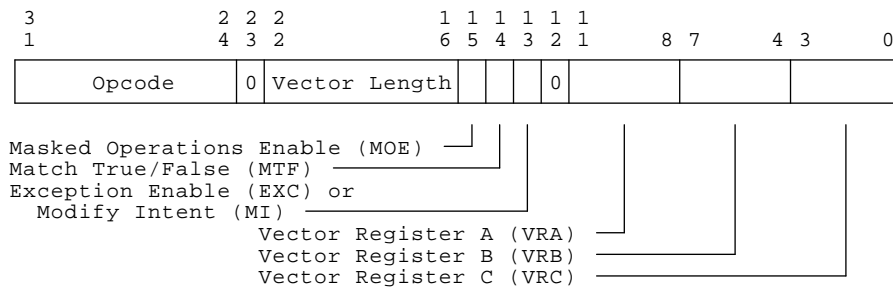 3 2 2 2 1 1 1 1 1 1
1 4 3 2 6 5 4 3 2 1 8 7 4 3 0
Opcode 0 Vector Length 0
Masked Operations Enable (MOE)
Match True/False (MTF)
Exception Enable (EXC) or
Modify Intent (MI)
Vector Register A (VRA)
Vector Register B (VRB)
Vector Register C (VRC)